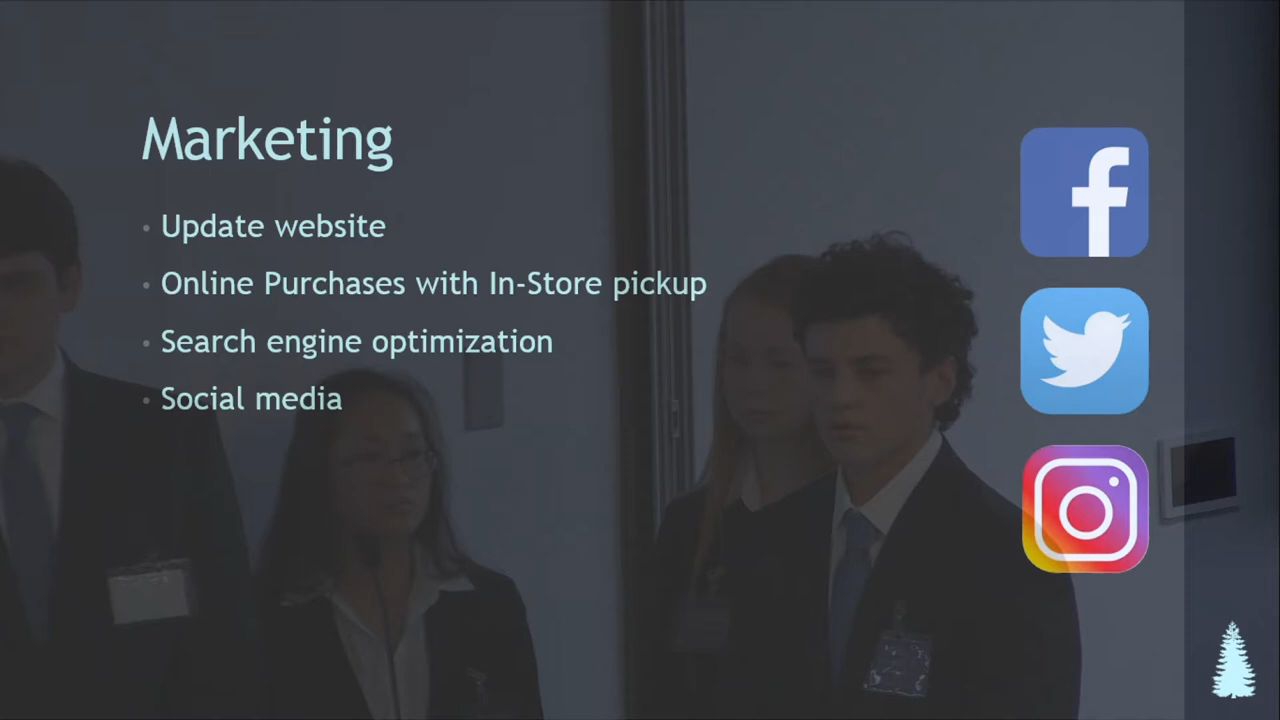 Marketing
Update website
Online Purchases with In-Store pickup
Search engine optimization
Social media